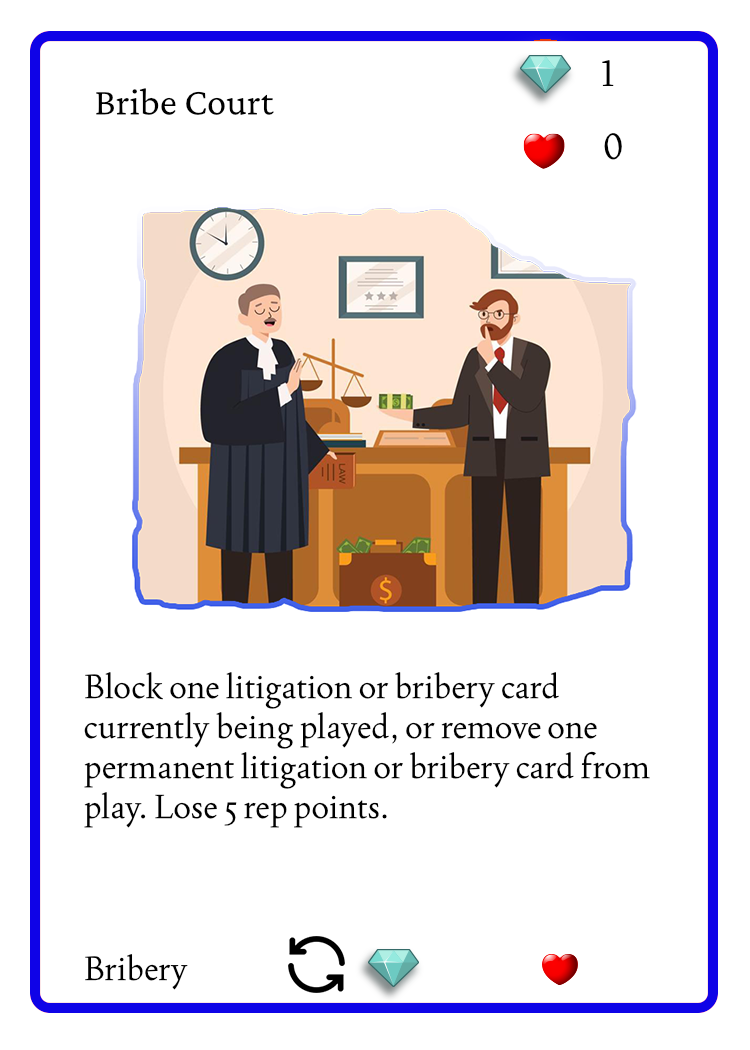 1
Bribe Court
0
LAW
$
Block one litigation or bribery card
currently being played, or remove one
permanent litigation or bribery card from
play. Lose 5 rep points.
Bribery